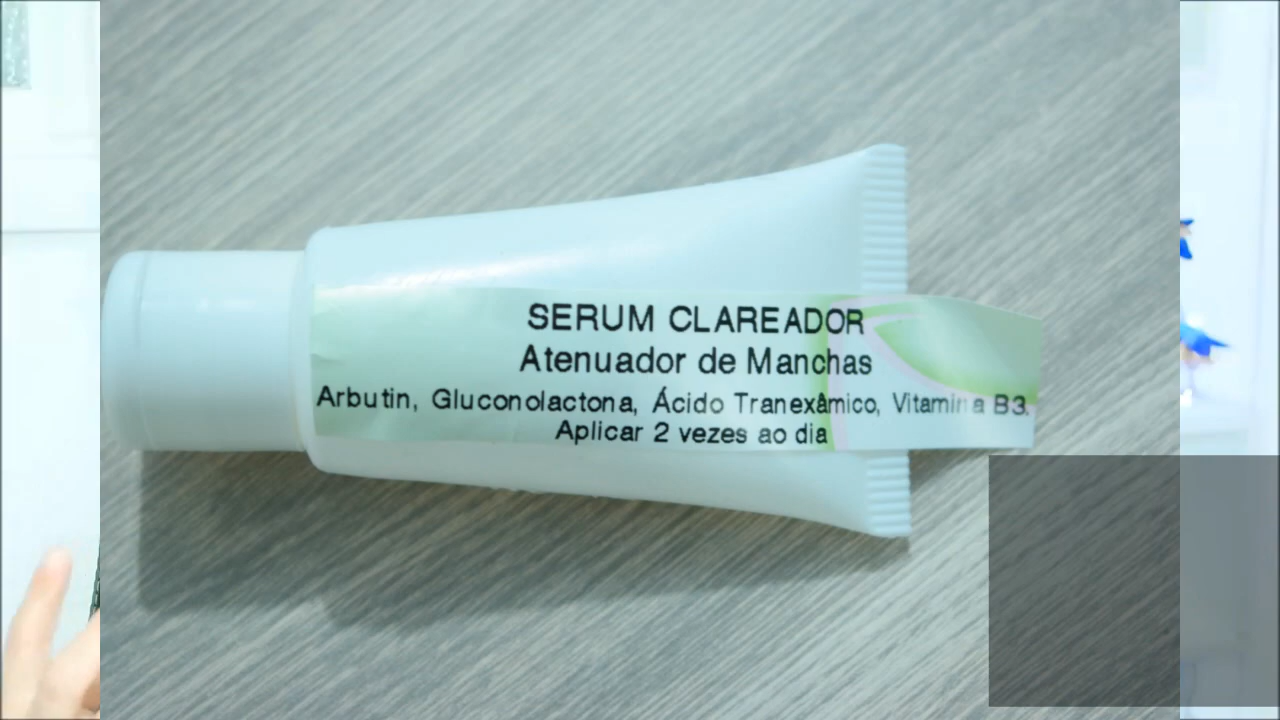 SERUM CLAREADOR
Atenuador de Manchas
Arbutin, Gluconolactona, Ácido Tranexâmico, Vitamina B3.
Aplicar 2 vezes ao dia